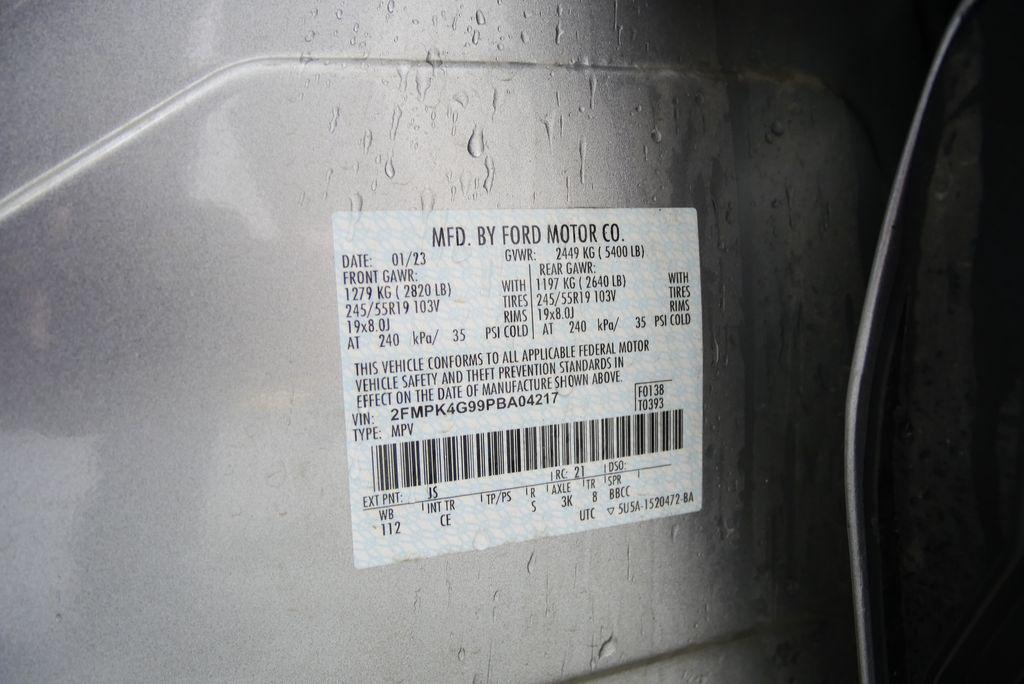 MFD. BY FORD MOTOR CO.
DATE: 01/23 GVWR: 2449 KG ( 5400 LB)
FRONT GAWR: REAR GAWR:
1279 KG ( 2820 LB) WITH 1197 KG ( 2640 LB) WITH
245/55R19 103V TIRES 245/55R19 103V TIRES
19x8.0J RIMS 19x8.0J RIMS
AT 240 kPa/ 35 PSI COLD AT 240 kPa/ 35 PSI COLD
THIS VEHICLE CONFORMS TO ALL APPLICABLE FEDERAL MOTOR
VEHICLE SAFETY AND THEFT PREVENTION STANDARDS IN
EFFECT ON THE DATE OF MANUFACTURE SHOWN ABOVE.
VIN: 2FMPK4G99PBA04217 F0138
TYPE: MPV T0393
EXT PNT: JS RC: 21 DSO:
WB INT TR TP/PS R AXLE TR SPR
112 CE S 3K 8 BBCC
UTC ▽ 5U5A-1520472-BA